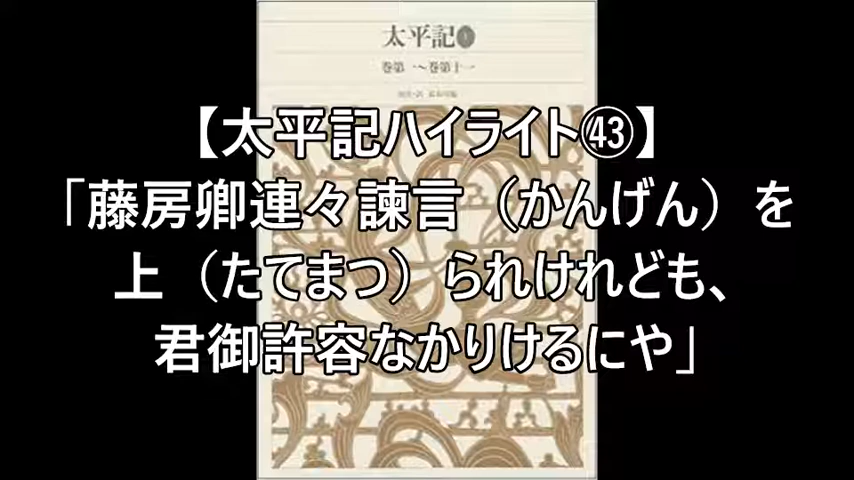 太平記❶
巻第一〜巻第十一
【太平記ハイライト㊸】
「藤房卿連々諫言（かんげん）を
上（たてまつ）られけれども、
君御許容なかりけるにや」